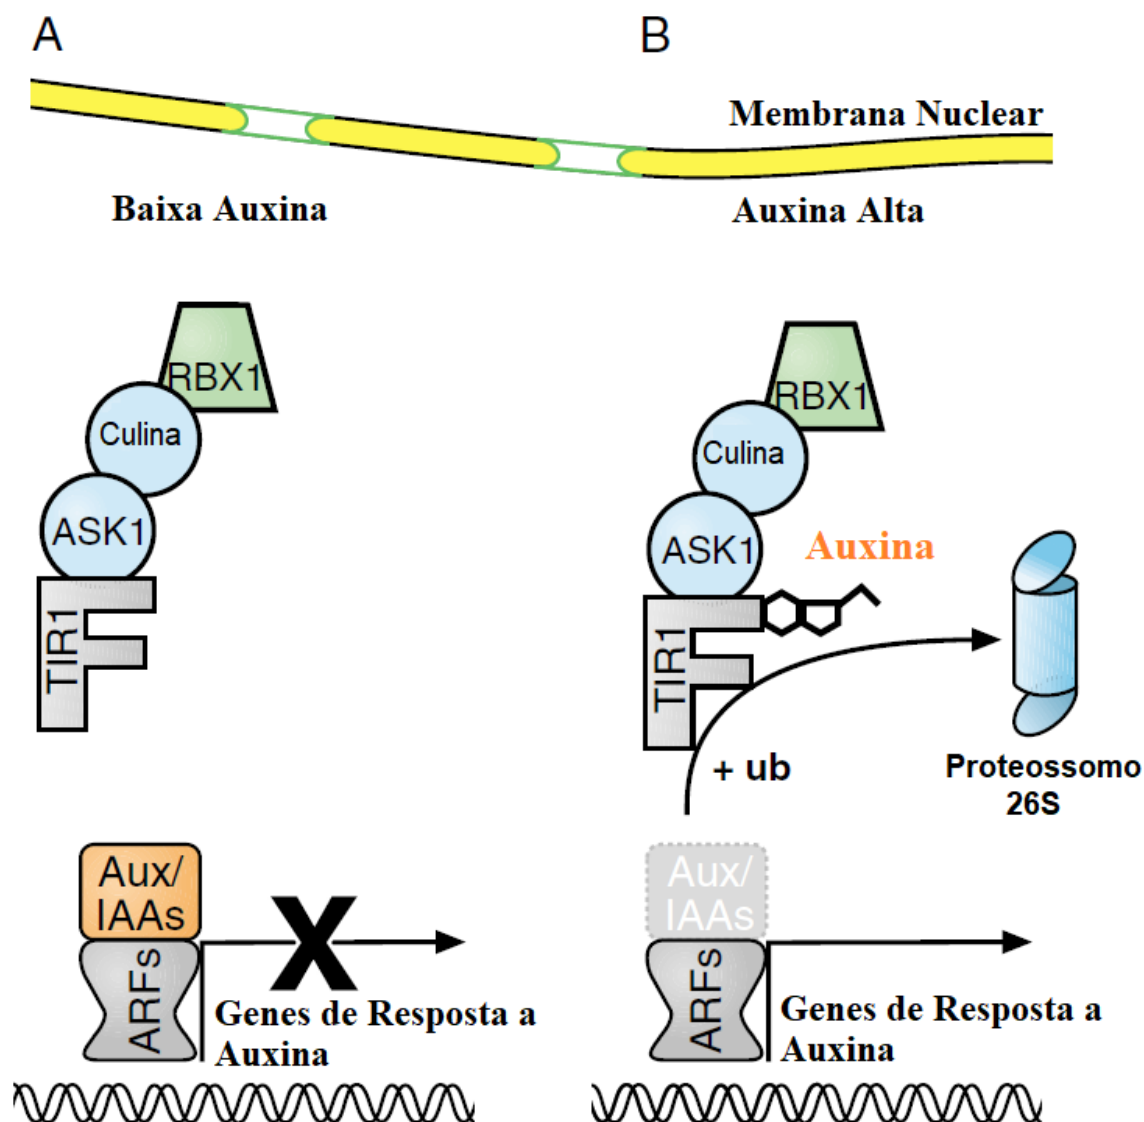 A
B
Membrana Nuclear
Baixa Auxina
Auxina Alta
RBX1
Culina
ASK1
TIR1
Aux/
IAAs
ARFs
Genes de Resposta a
Auxina
RBX1
Culina
ASK1
Auxina
TIR1
+ ub
Proteossomo
26S
Aux/
IAAs
ARFs
Genes de Resposta a
Auxina